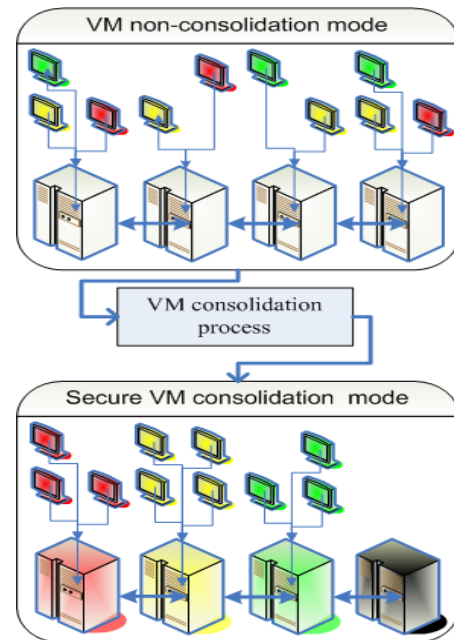 VM non-consolidation mode
VM consolidation
process
Secure VM consolidation mode